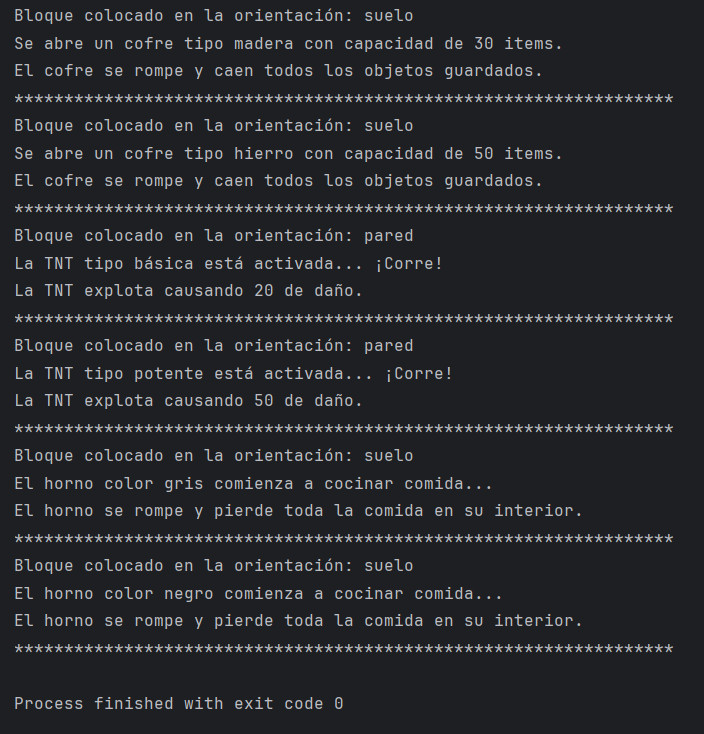 Bloque colocado en la orientación: suelo
Se abre un cofre tipo madera con capacidad de 30 items.
El cofre se rompe y caen todos los objetos guardados.
******************************************************************
Bloque colocado en la orientación: suelo
Se abre un cofre tipo hierro con capacidad de 50 items.
El cofre se rompe y caen todos los objetos guardados.
******************************************************************
Bloque colocado en la orientación: pared
La TNT tipo básica está activada... ¡Corre!
La TNT explota causando 20 de daño.
******************************************************************
Bloque colocado en la orientación: pared
La TNT tipo potente está activada... ¡Corre!
La TNT explota causando 50 de daño.
******************************************************************
Bloque colocado en la orientación: suelo
El horno color gris comienza a cocinar comida...
El horno se rompe y pierde toda la comida en su interior.
******************************************************************
Bloque colocado en la orientación: suelo
El horno color negro comienza a cocinar comida...
El horno se rompe y pierde toda la comida en su interior.
******************************************************************
Process finished with exit code 0